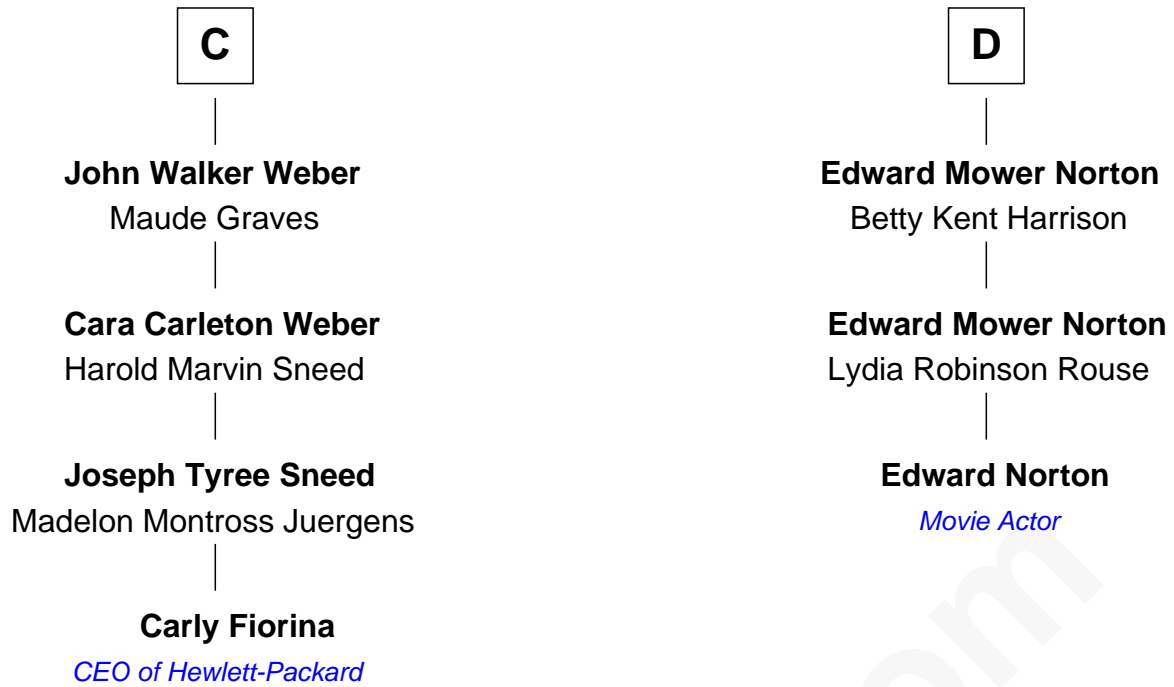 C
John Walker Weber
Maude Graves
Cara Carleton Weber
Harold Marvin Sneed
Joseph Tyree Sneed
Madelon Montross Juergens
Carly Fiorina
CEO of Hewlett-Packard
D
Edward Mower Norton
Betty Kent Harrison
Edward Mower Norton
Lydia Robinson Rouse
Edward Norton
Movie Actor
om